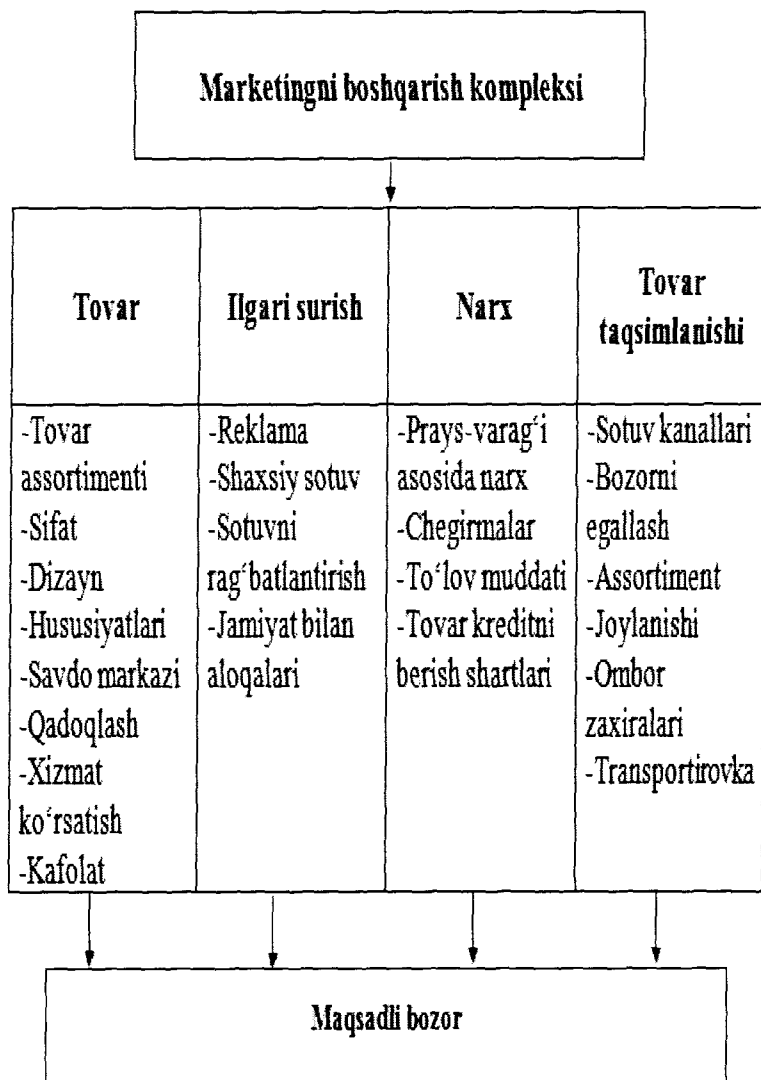 Marketingni boshqarish kompleksi
Tovar
Ilgari surish
Narx
Tovar
taqsimlanishi
-Tovar
assortimenti
-Sifat
-Dizayn
-Hususiyatlari
-Savdo markazi
-Qadoqlash
-Xizmat
ko‘rsatish
-Kafolat
-Reklama
-Shaxsiy sotuv
-Sotuvni
rag‘batlantirish
-Jamiyat bilan
aloqalari
-Prays-varag‘i
asosida narx
-Chegirmalar
-To‘lov muddati
-Tovar kreditni
berish shartlari
-Sotuv kanallari
-Bozorni
egallash
-Assortiment
-Joylanishi
-Ombor
zaxiralari
-Transportirovka
Maqsadli bozor